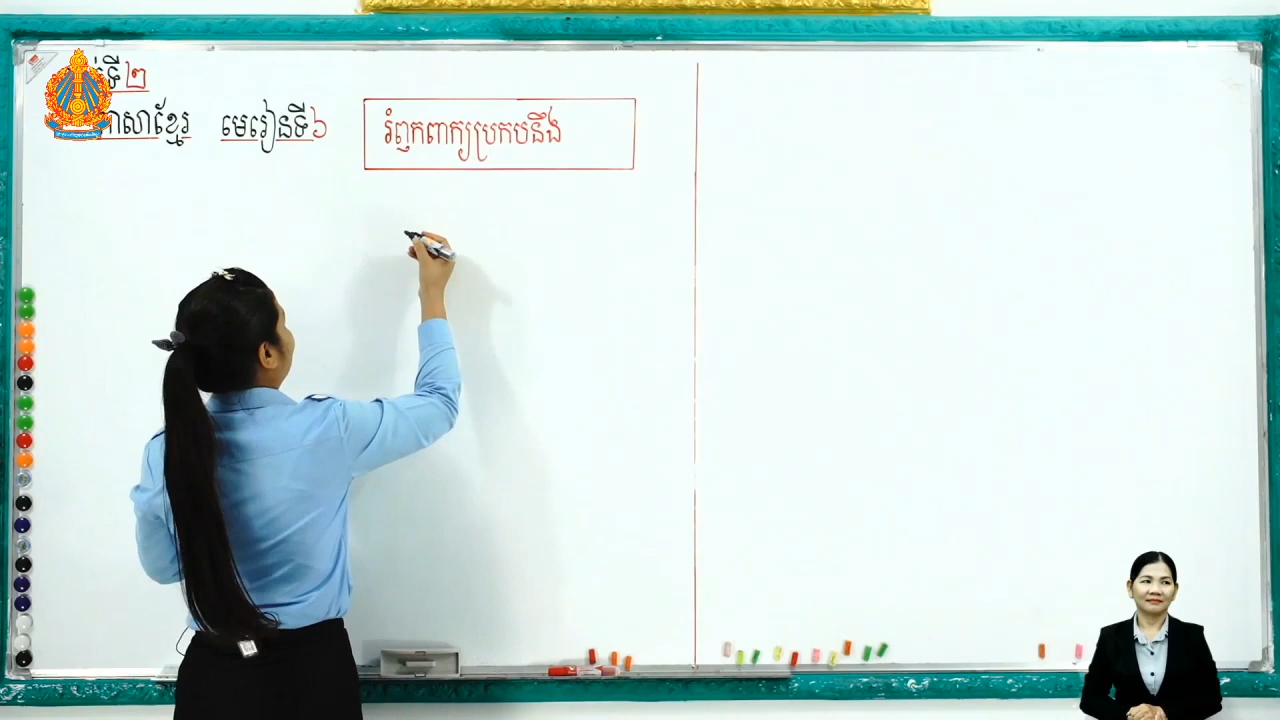 ទី២
ភាសាខ្មែរ មេរៀនទី៦
រំឭកពាក្យប្រកបនឹង